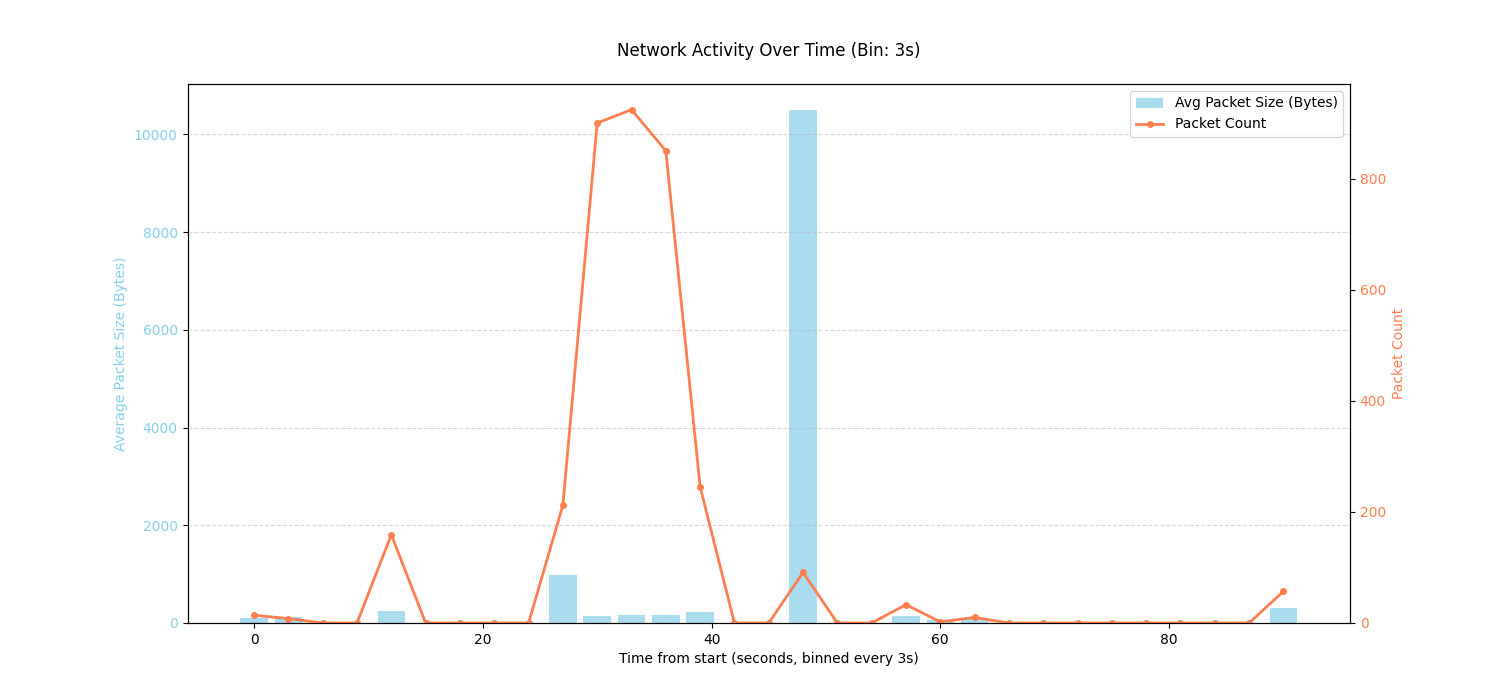 Network Activity Over Time (Bin: 3s)
Avg Packet Size (Bytes)
Packet Count
Average Packet Size (Bytes)
10000
8000
6000
4000
2000
0
800
600
400
200
0
Packet Count
0
20
40
60
80
Time from start (seconds, binned every 3s)